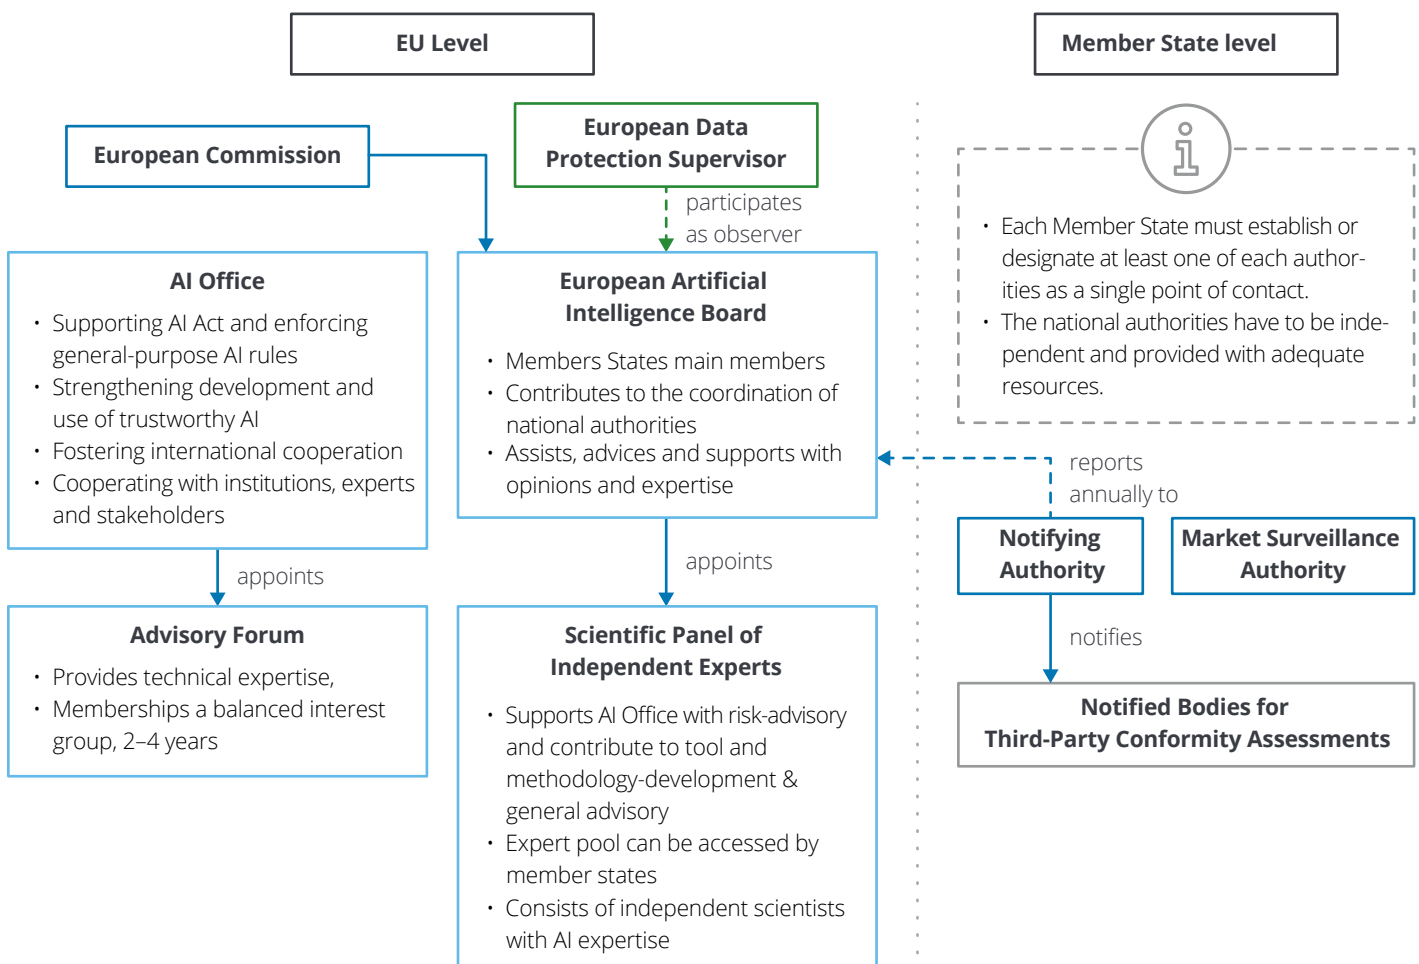 EU Level
Member State level
European Commission
European Data
Protection Supervisor
participates
as observer
AI Office
• Supporting AI Act and enforcing
general-purpose AI rules
• Strengthening development and
use of trustworthy AI
• Fostering international cooperation
• Cooperating with institutions, experts
and stakeholders
appoints
Advisory Forum
• Provides technical expertise,
• Memberships a balanced interest
group, 2–4 years
European Artificial
Intelligence Board
• Members States main members
• Contributes to the coordination of
national authorities
• Assists, advices and supports with
opinions and expertise
appoints
Scientific Panel of
Independent Experts
• Supports AI Office with risk-advisory
and contribute to tool and
methodology-development &
general advisory
• Expert pool can be accessed by
member states
• Consists of independent scientists
with AI expertise
• Each Member State must establish or
designate at least one of each author-
ities as a single point of contact.
• The national authorities have to be inde-
pendent and provided with adequate
resources.
reports
annually to
Notifying
Authority
Market Surveillance
Authority
notifies
Notified Bodies for
Third-Party Conformity Assessments